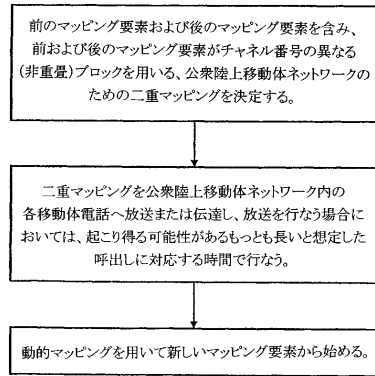 前のマッピング要素および後のマッピング要素を含み、
前および後のマッピング要素がチャネル番号の異なる
(非重畳)ブロックを用いる、公衆陸上移動体ネットワークの
ための二重マッピングを決定する。
二重マッピングを公衆陸上移動体ネットワーク内の
各移動体電話へ放送または伝達し、放送を行なう場合に
おいては、起こり得る可能性があるもっとも長いと想定した
呼出しに対応する時間で行なう。
動的マッピングを用いて新しいマッピング要素から始める。